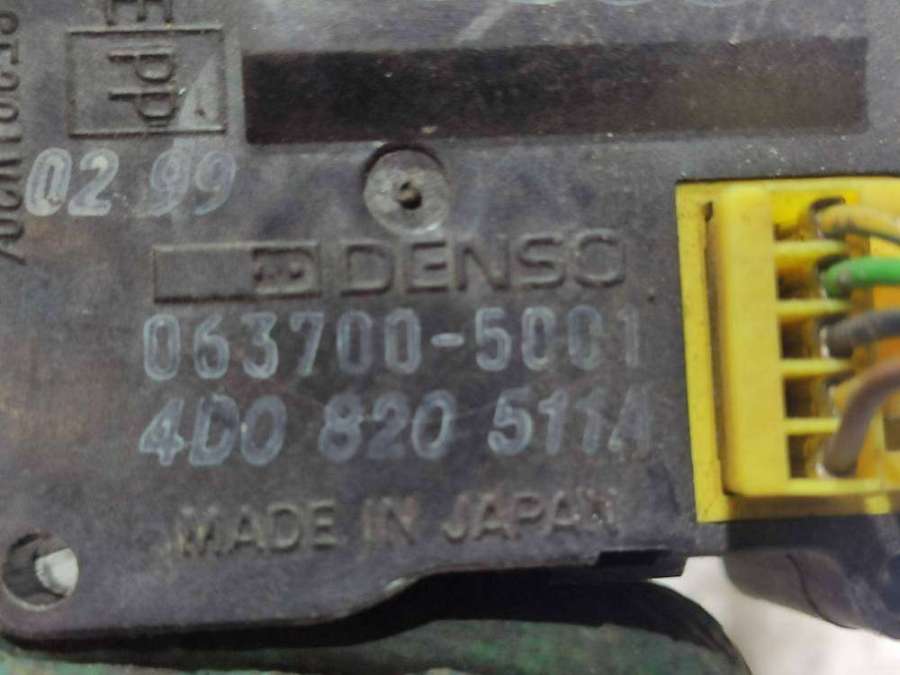 PP
02 99
DENSO
063700-5001
4D0 820 511A
MADE IN JAPAN